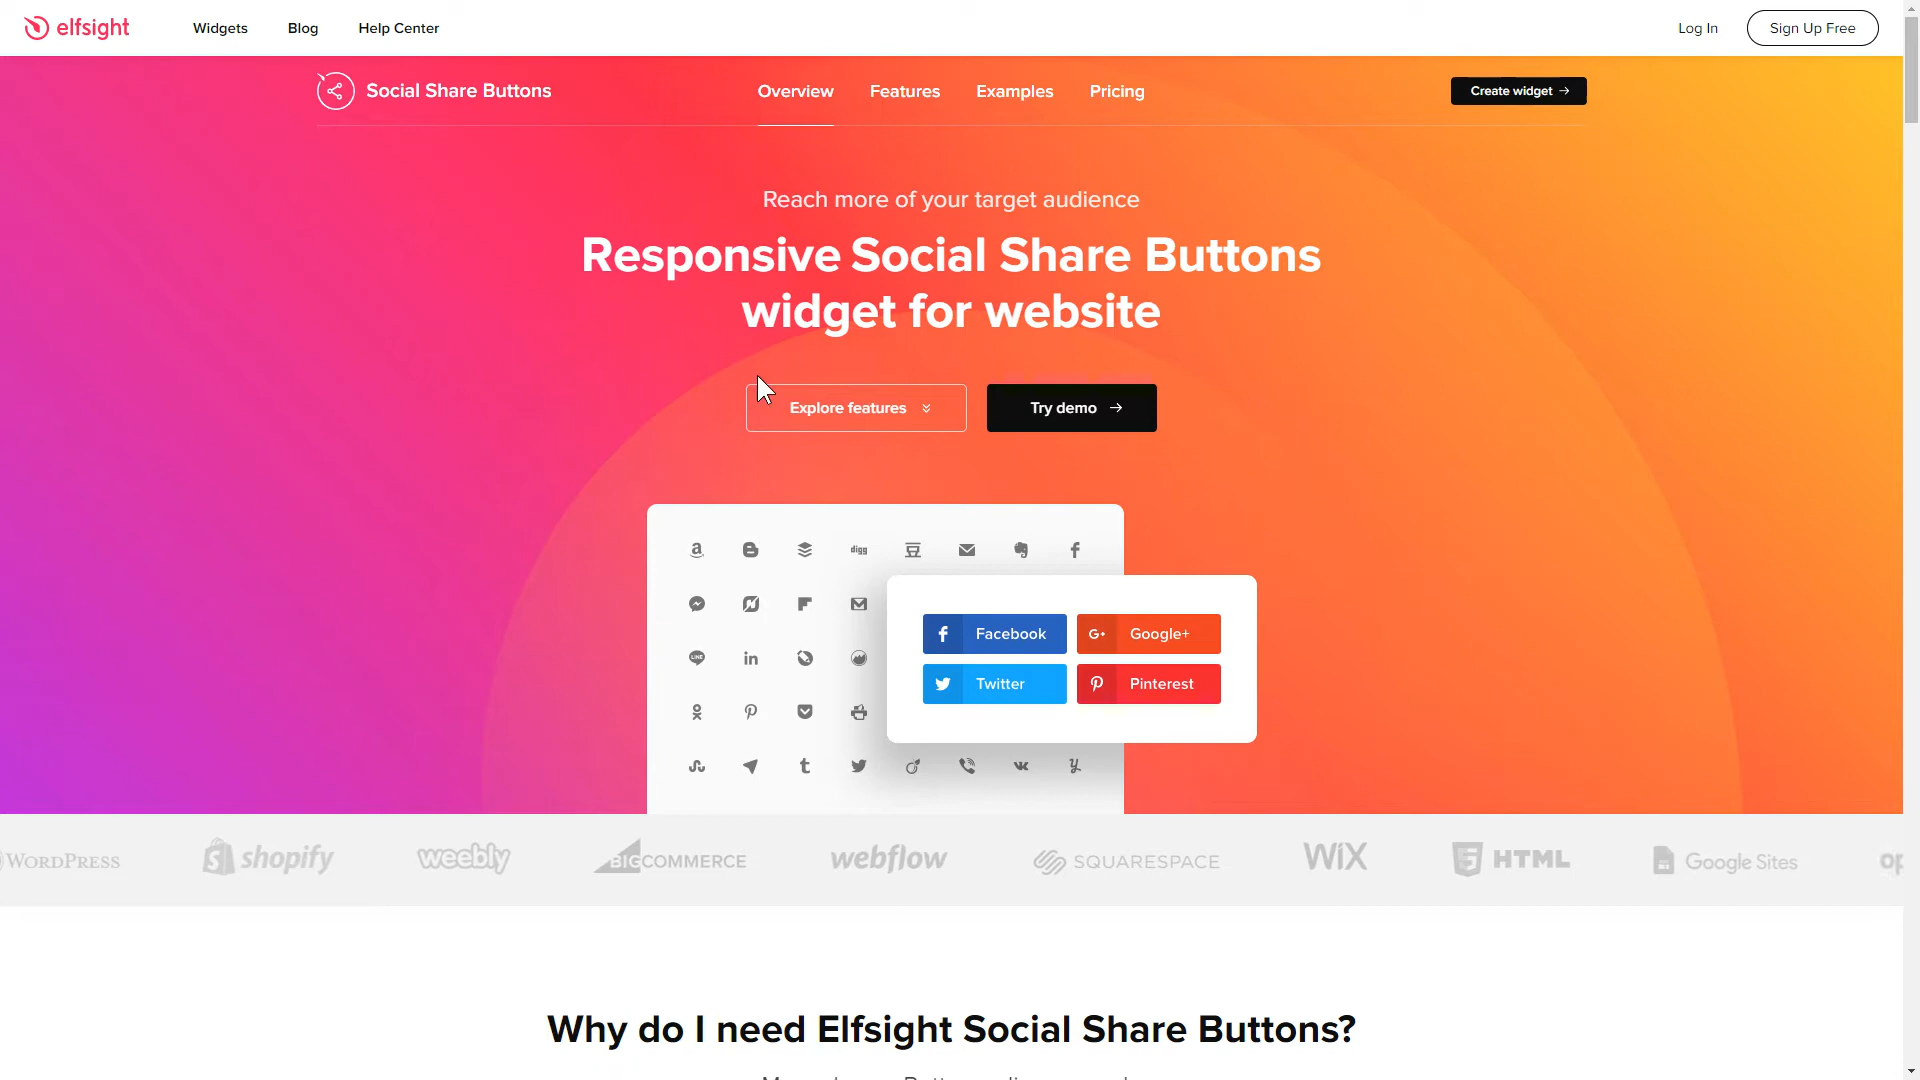 elfsight
Widgets
Blog
Help Center
Log In
Sign Up Free
Social Share Buttons
Overview
Features
Examples
Pricing
Create widget
Reach more of your target audience
Responsive Social Share Buttons
widget for website
Explore features
Try demo
digg
LINE
Facebook
G+
Google+
Twitter
Pinterest
WORDPRESS
shopify
weebly
BIGCOMMERCE
webflow
SQUARESPACE
WiX
HTML
Google Sites
op
Why do I need Elfsight Social Share Buttons?